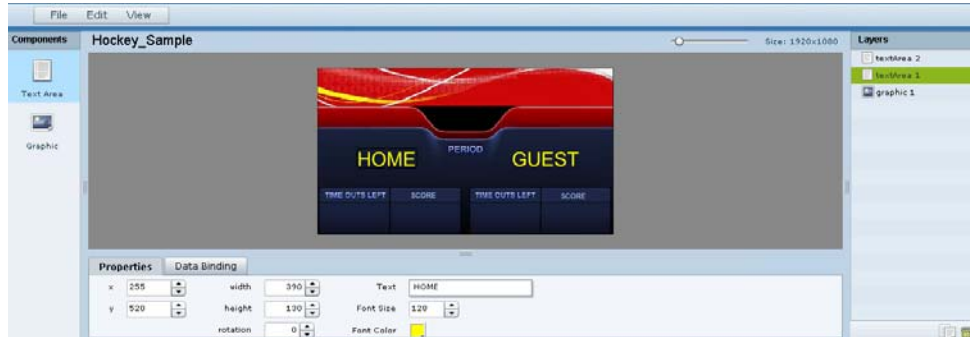 File Edit View
Components
Hockey_Sample
Size: 1920x1080
Layers
Text Area
Graphic
PERIOD
HOME
GUEST
TIME OUTS LEFT SCORE TIME OUTS LEFT SCORE
textArea 2
textArea 1
graphic 1
Properties Data Binding
x 255 width 390 Text HOME
y 520 height 130 Font Size 120
rotation 0 Font Color